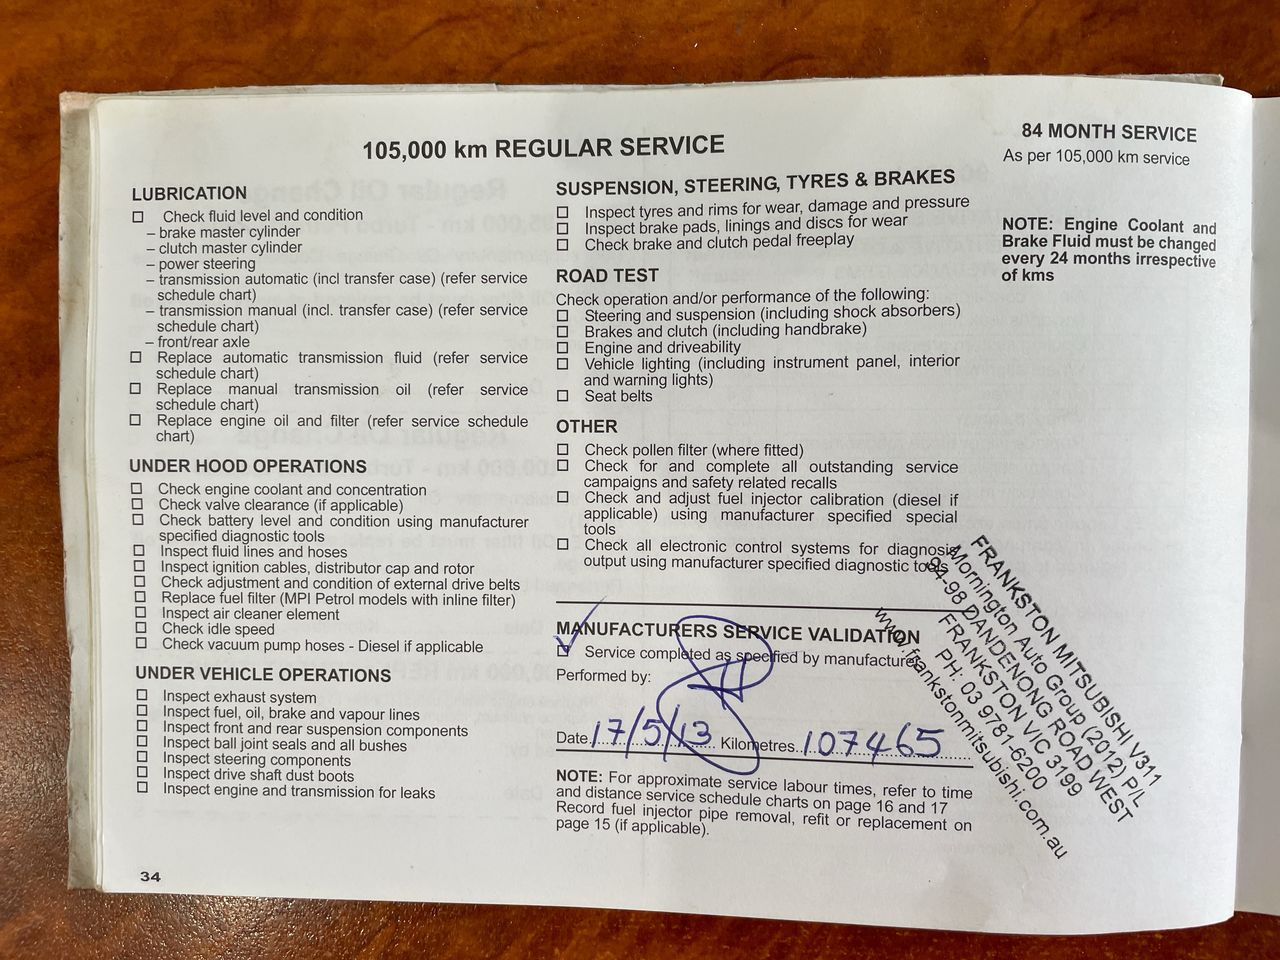 105,000 km REGULAR SERVICE
LUBRICATION
☐ Check fluid level and condition
– brake master cylinder
– clutch master cylinder
– power steering
– transmission automatic (incl transfer case) (refer service
schedule chart)
– transmission manual (incl. transfer case) (refer service
schedule chart)
– front/rear axle
☐ Replace automatic transmission fluid (refer service
schedule chart)
☐ Replace manual transmission oil (refer service
schedule chart)
☐ Replace engine oil and filter (refer service schedule
chart)
UNDER HOOD OPERATIONS
☐ Check engine coolant and concentration
☐ Check valve clearance (if applicable)
☐ Check battery level and condition using manufacturer
specified diagnostic tools
☐ Inspect fluid lines and hoses
☐ Inspect ignition cables, distributor cap and rotor
☐ Check adjustment and condition of external drive belts
☐ Replace fuel filter (MPI Petrol models with inline filter)
☐ Inspect air cleaner element
☐ Check idle speed
☐ Check vacuum pump hoses - Diesel if applicable
UNDER VEHICLE OPERATIONS
☐ Inspect exhaust system
☐ Inspect fuel, oil, brake and vapour lines
☐ Inspect front and rear suspension components
☐ Inspect ball joint seals and all bushes
☐ Inspect steering components
☐ Inspect drive shaft dust boots
☐ Inspect engine and transmission for leaks
34
SUSPENSION, STEERING, TYRES & BRAKES
☐ Inspect tyres and rims for wear, damage and pressure
☐ Inspect brake pads, linings and discs for wear
☐ Check brake and clutch pedal freeplay
ROAD TEST
Check operation and/or performance of the following:
☐ Steering and suspension (including shock absorbers)
☐ Brakes and clutch (including handbrake)
☐ Engine and driveability
☐ Vehicle lighting (including instrument panel, interior
and warning lights)
☐ Seat belts
OTHER
☐ Check pollen filter (where fitted)
☐ Check for and complete all outstanding service
campaigns and safety related recalls
☐ Check and adjust fuel injector calibration (diesel if
applicable) using manufacturer specified special
tools
☐ Check all electronic control systems for diagnosis
output using manufacturer specified diagnostic tools
MANUFACTURERS SERVICE VALIDATION
☑ Service completed as specified by manufacturer
Performed by:
Date 17/5/13 Kilometres 107465
NOTE: For approximate service labour times, refer to time
and distance service schedule charts on page 16 and 17
Record fuel injector pipe removal, refit or replacement on
page 15 (if applicable).
84 MONTH SERVICE
As per 105,000 km service
NOTE: Engine Coolant and
Brake Fluid must be changed
every 24 months irrespective
of kms
FRANKSTON MITSUBISHI V311
Mornington Auto Group (2012) P/L
94-98 DANDENONG ROAD WEST
FRANKSTON VIC 3199
PH: 03 9781-6200
www.frankstonmitsubishi.com.au